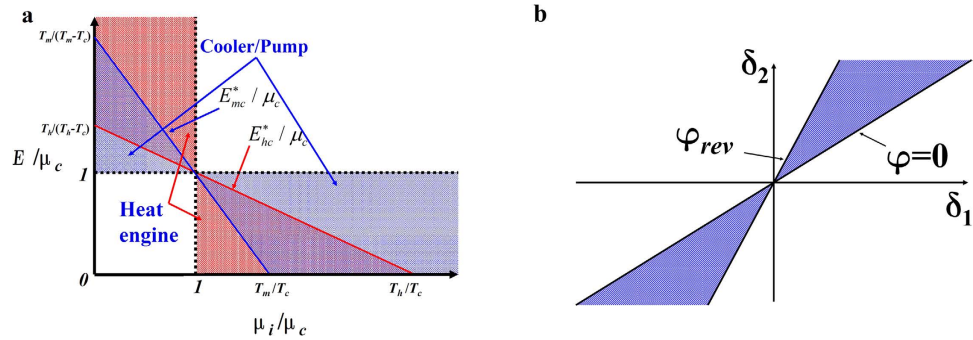 a
T_m/(T_m-T_c)
Cooler/Pump
E*_mc / μ_c
T_h/(T_h-T_c)
E*_hc / μ_c
E /μ_c
1
Heat
engine
0
1
T_m/T_c
T_h/T_c
μ_i/μ_c
b
δ_2
φ_rev
φ=0
δ_1